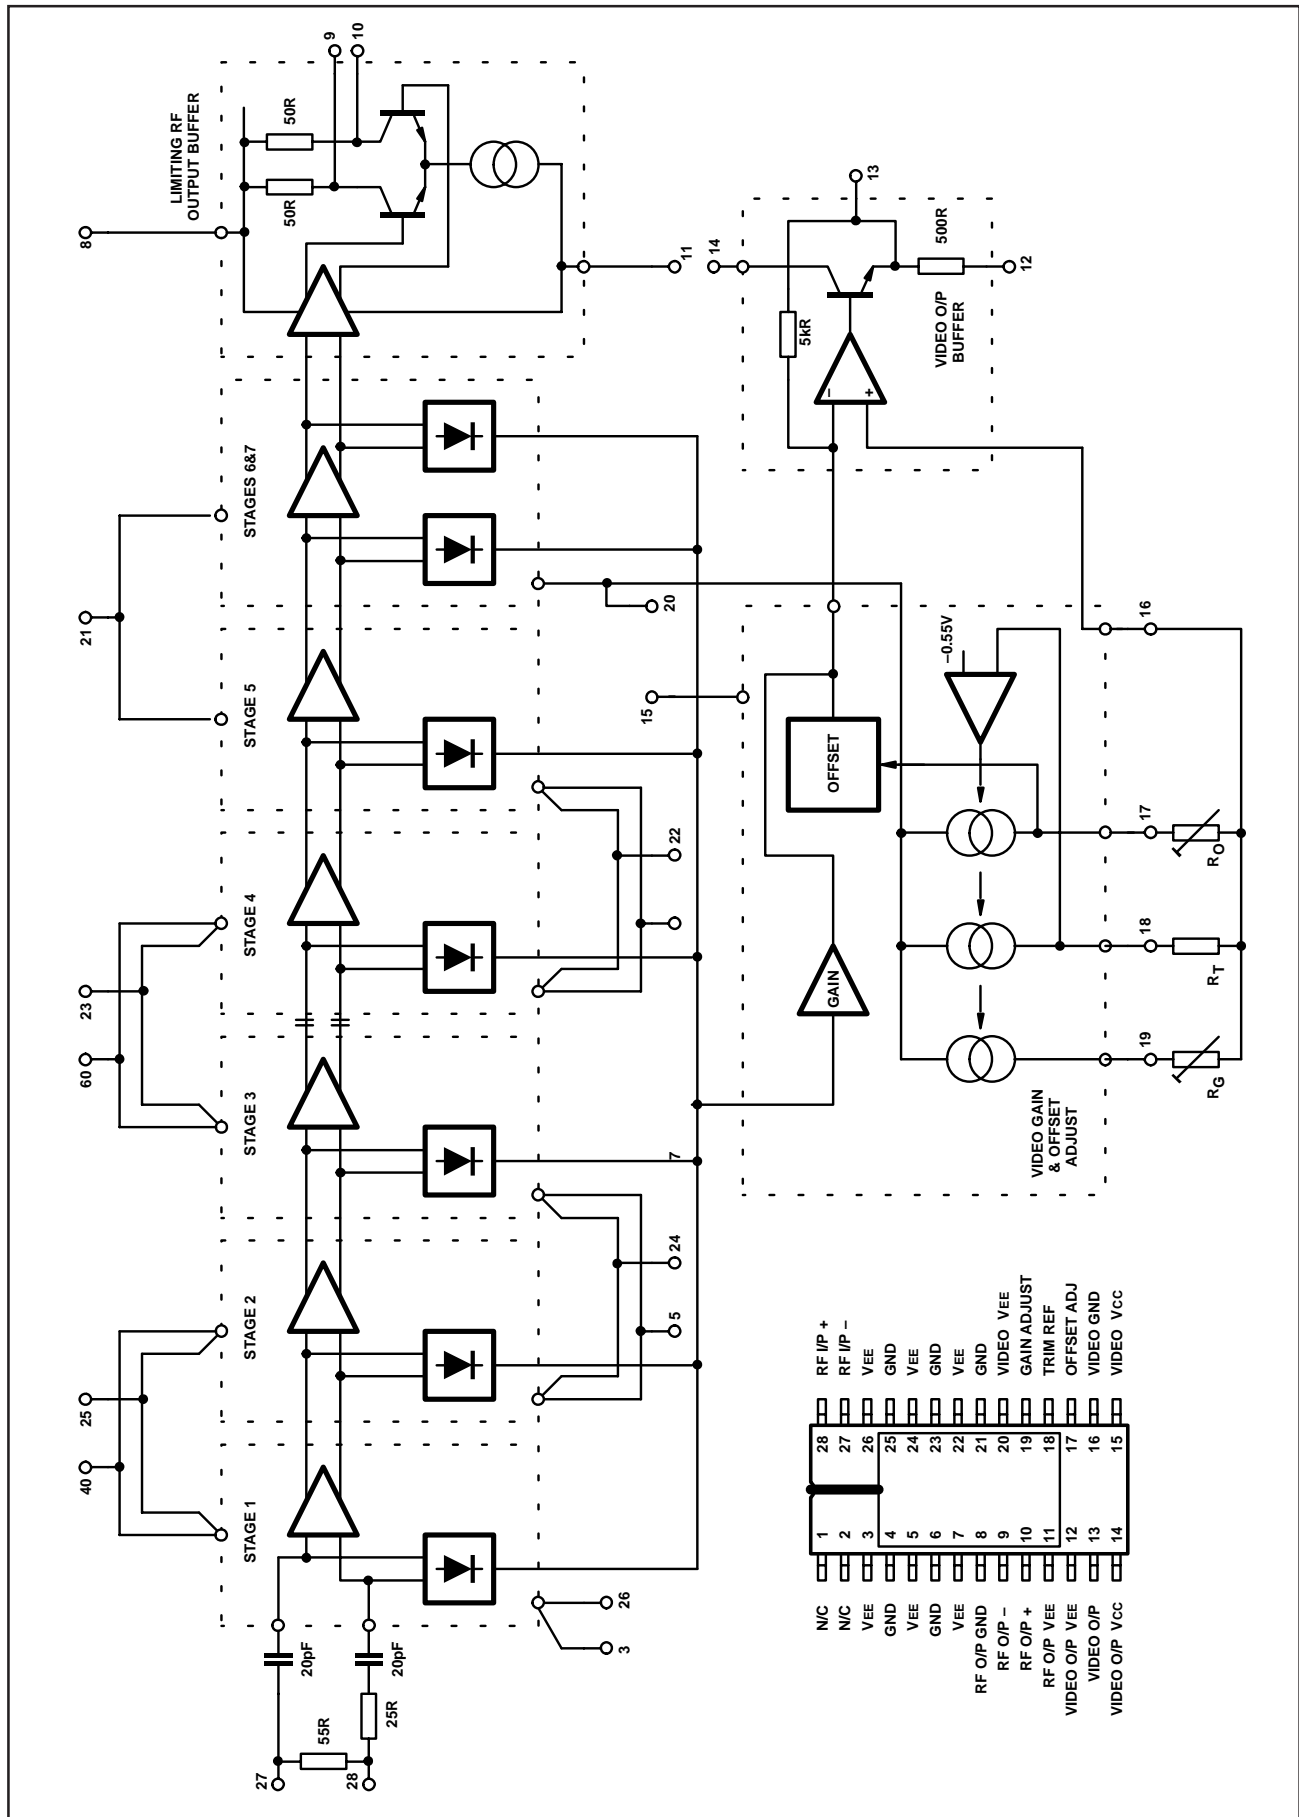 LIMITING RF
OUTPUT BUFFER
8
9
10
50R
50R
11
STAGES 6&7
21
20
STAGE 5
STAGE 4
23
60
22
STAGE 3
7
STAGE 2
25
40
24
5
STAGE 1
26
3
20pF
20pF
55R
25R
27
28
14
13
12
500R
5kR
VIDEO O/P
BUFFER
–
+
15
16
–0.55V
OFFSET
GAIN
17
18
19
RO
RT
RG
VIDEO GAIN
& OFFSET
ADJUST
N/C 1 28 RF I/P +
N/C 2 27 RF I/P –
VEE 3 26 VEE
GND 4 25 GND
VEE 5 24 VEE
GND 6 23 GND
VEE 7 22 VEE
RF O/P GND 8 21 GND
RF O/P – 9 20 VIDEO VEE
RF O/P + 10 19 GAIN ADJUST
RF O/P VEE 11 18 TRIM REF
VIDEO O/P VEE 12 17 OFFSET ADJ
VIDEO O/P 13 16 VIDEO GND
VIDEO O/P VCC 14 15 VIDEO VCC